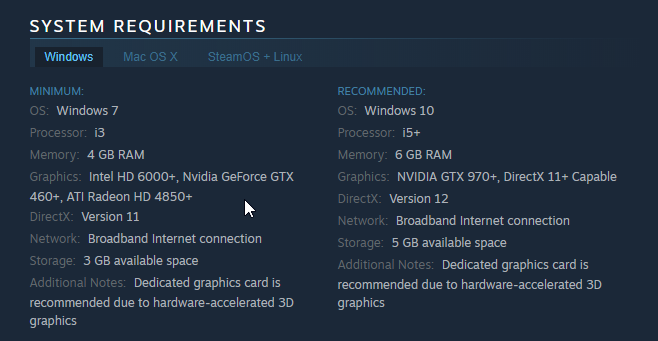 SYSTEM REQUIREMENTS
Windows Mac OS X SteamOS + Linux
MINIMUM:
OS: Windows 7
Processor: i3
Memory: 4 GB RAM
Graphics: Intel HD 6000+, Nvidia GeForce GTX
460+, ATI Radeon HD 4850+
DirectX: Version 11
Network: Broadband Internet connection
Storage: 3 GB available space
Additional Notes: Dedicated graphics card is
recommended due to hardware-accelerated 3D
graphics
RECOMMENDED:
OS: Windows 10
Processor: i5+
Memory: 6 GB RAM
Graphics: NVIDIA GTX 970+, DirectX 11+ Capable
DirectX: Version 12
Network: Broadband Internet connection
Storage: 5 GB available space
Additional Notes: Dedicated graphics card is
recommended due to hardware-accelerated 3D
graphics